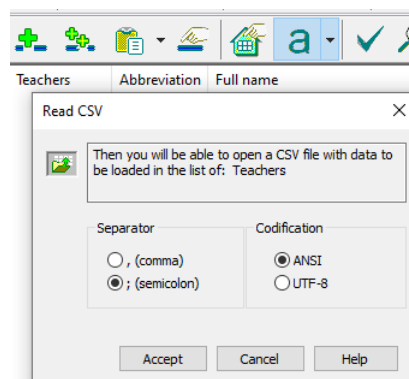 a
Teachers Abbreviation Full name
Read CSV
Then you will be able to open a CSV file with data to
be loaded in the list of: Teachers
Separator
, (comma)
; (semicolon)
Codification
ANSI
UTF-8
Accept Cancel Help